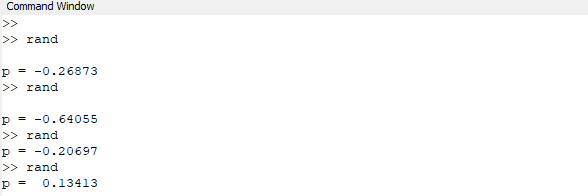 Command Window
>>
>> rand
p = -0.26873
>> rand
p = -0.64055
>> rand
p = -0.20697
>> rand
p =  0.13413